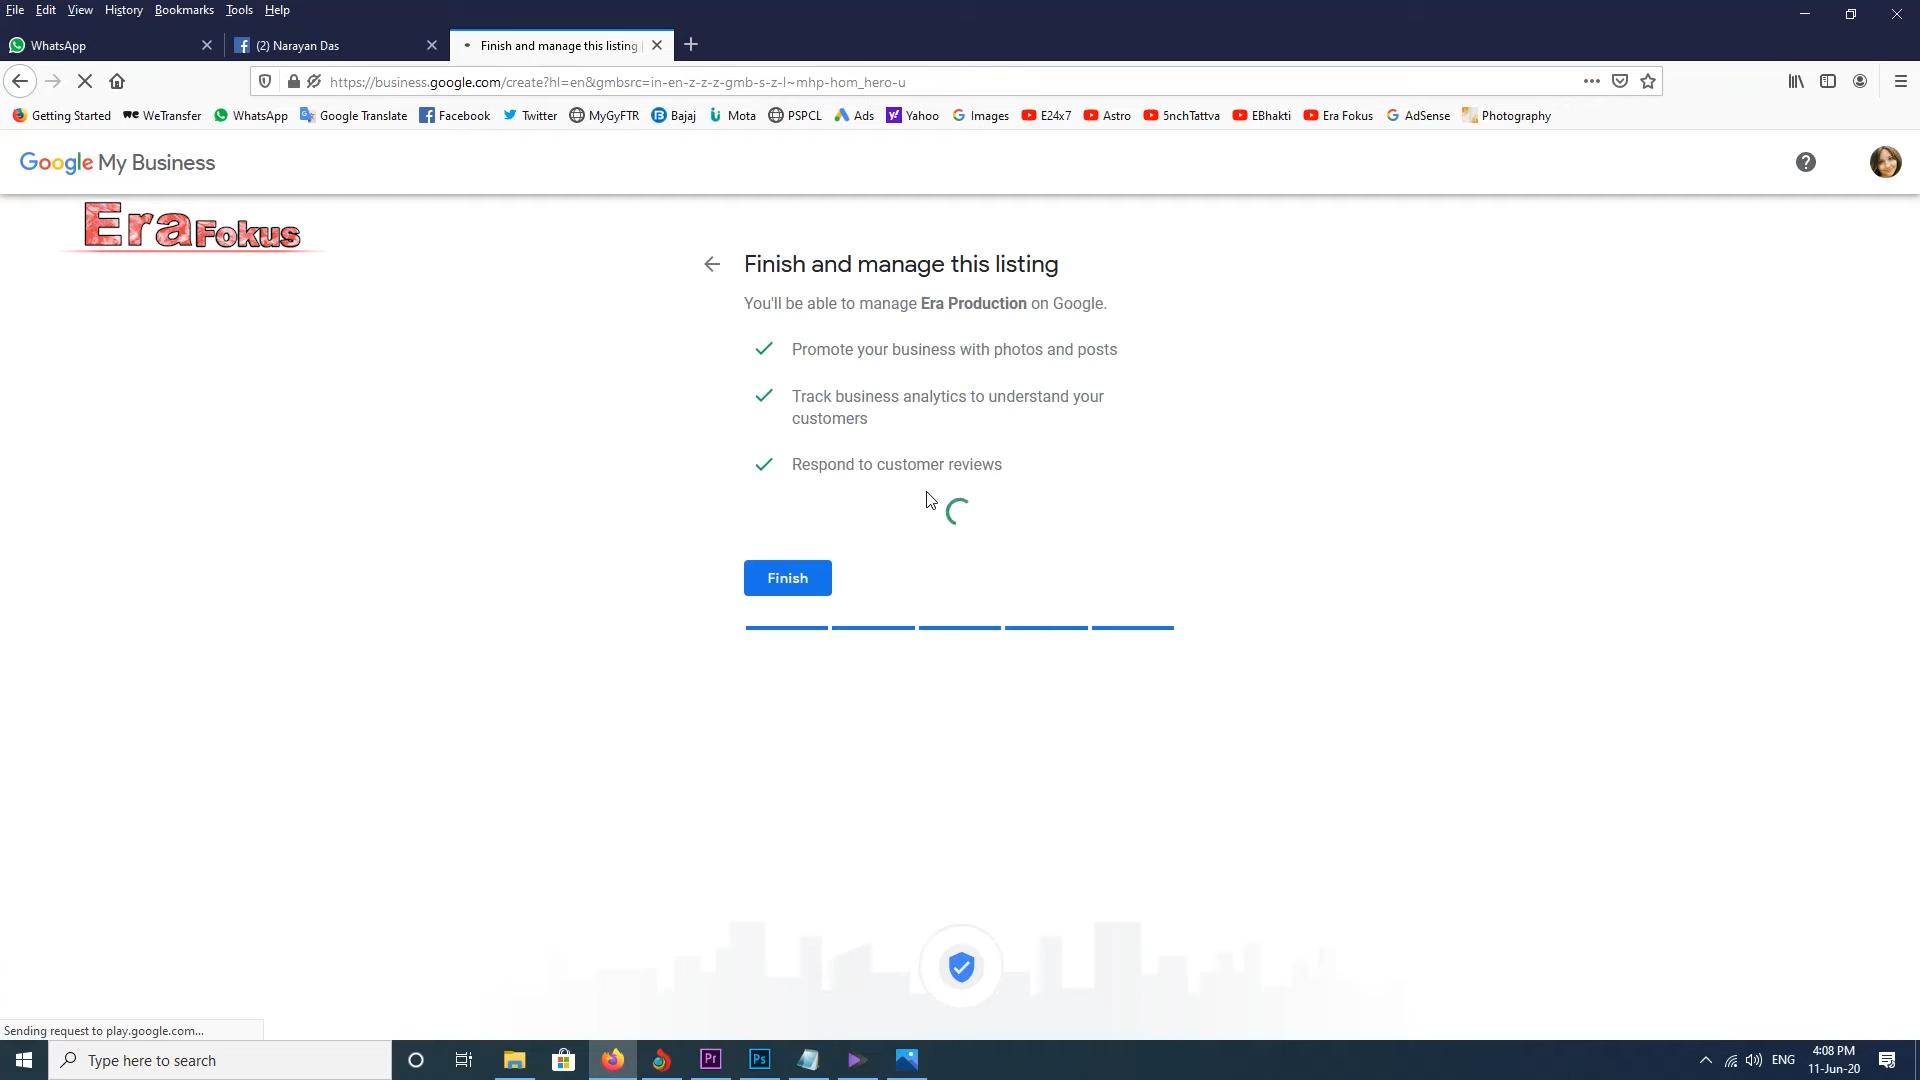 File Edit View History Bookmarks Tools Help
WhatsApp
(2) Narayan Das
Finish and manage this listing
https://business.google.com/create?hl=en&gmbsrc=in-en-z-z-z-gmb-s-z-l~mhp-hom_hero-u
Getting Started WeTransfer WhatsApp Google Translate Facebook Twitter MyGyFTR Bajaj Mota PSPCL Ads Yahoo Images E24x7 Astro 5nchTattva EBhakti Era Fokus AdSense Photography
Google My Business
Era Fokus
Finish and manage this listing
You'll be able to manage Era Production on Google.
Promote your business with photos and posts
Track business analytics to understand your
customers
Respond to customer reviews
Finish
Sending request to play.google.com...
Type here to search
Pr
Ps
ENG
4:08 PM
11-Jun-20